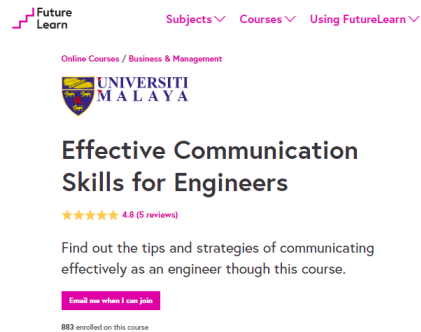 Future
Learn
Subjects
Courses
Using FutureLearn
Online Courses / Business & Management
UNIVERSITI
MALAYA
Effective Communication
Skills for Engineers
4.8 (5 reviews)
Find out the tips and strategies of communicating
effectively as an engineer though this course.
Email me when I can join
883 enrolled on this course